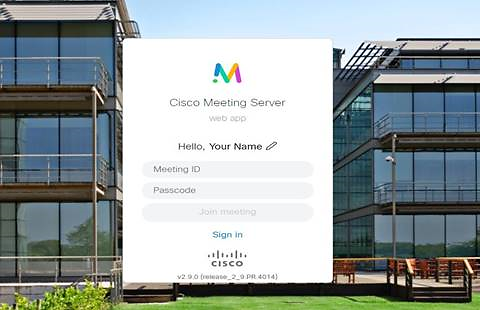 Cisco Meeting Server
web app
Hello, Your Name
Meeting ID
Passcode
Join meeting
Sign in
CISCO
v2.9.0 (release_2_9.PR.4014)